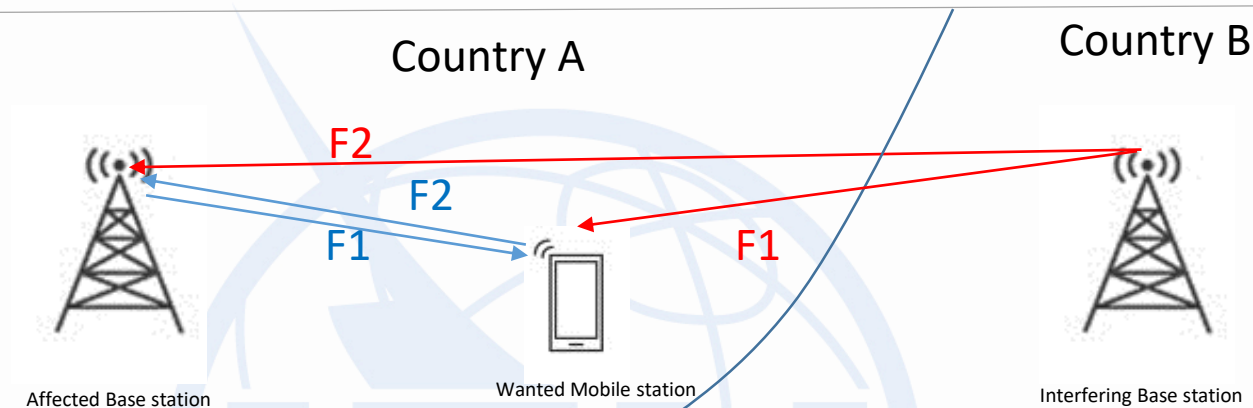 Country A
Country B
F2
F2
F1
F1
Affected Base station
Wanted Mobile station
Interfering Base station